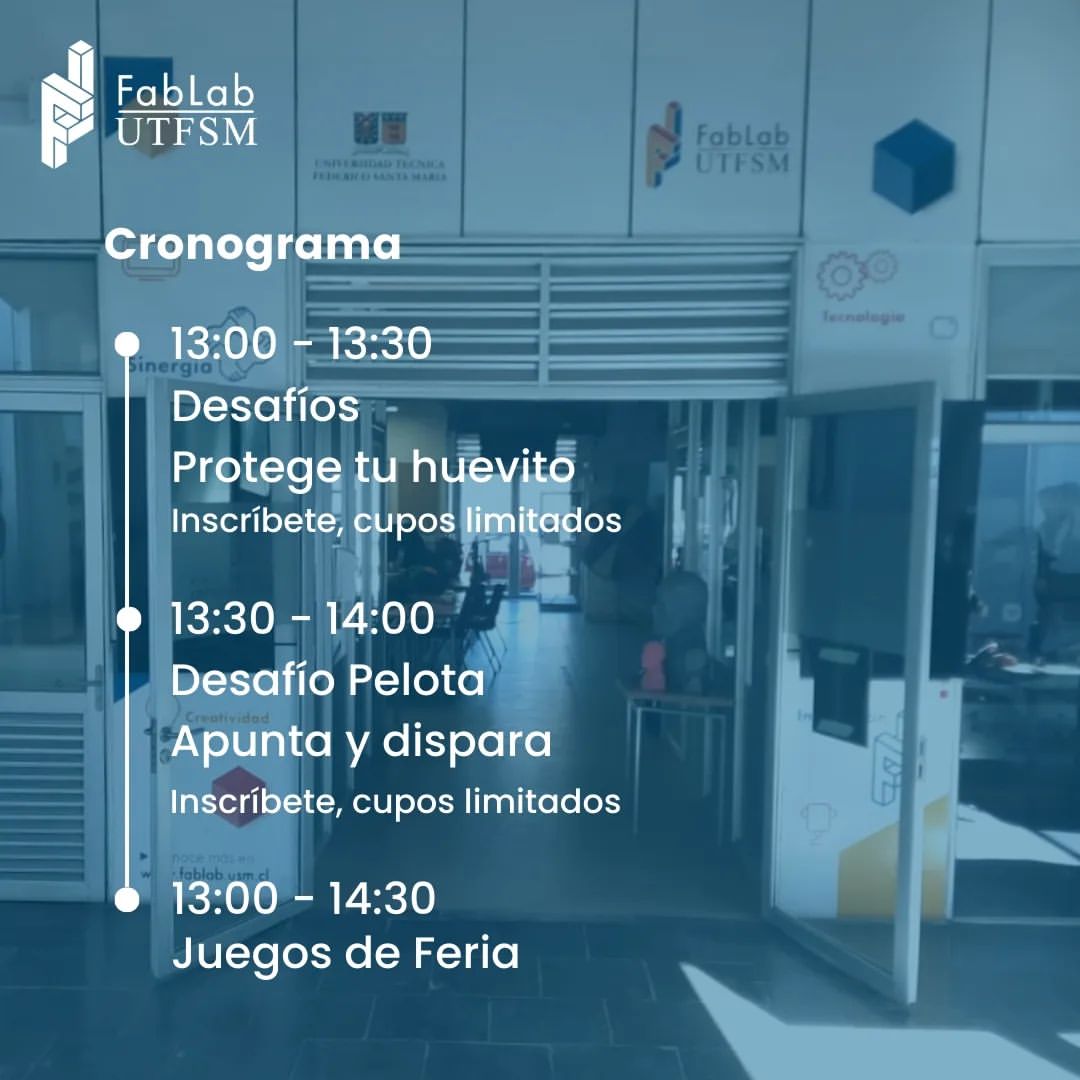 FabLab
UTFSM
UNIVERSIDAD TECNICA
FEDERICO SANTA MARIA
FabLab
UTFSM
Cronograma
Tecnología
13:00 - 13:30
Sinergia
Desafíos
Protege tu huevito
Inscríbete, cupos limitados
13:30 - 14:00
Desafío Pelota
Creatividad
Apunta y dispara
Inscríbete, cupos limitados
noce más en
fablab.usm.cl
13:00 - 14:30
Juegos de Feria